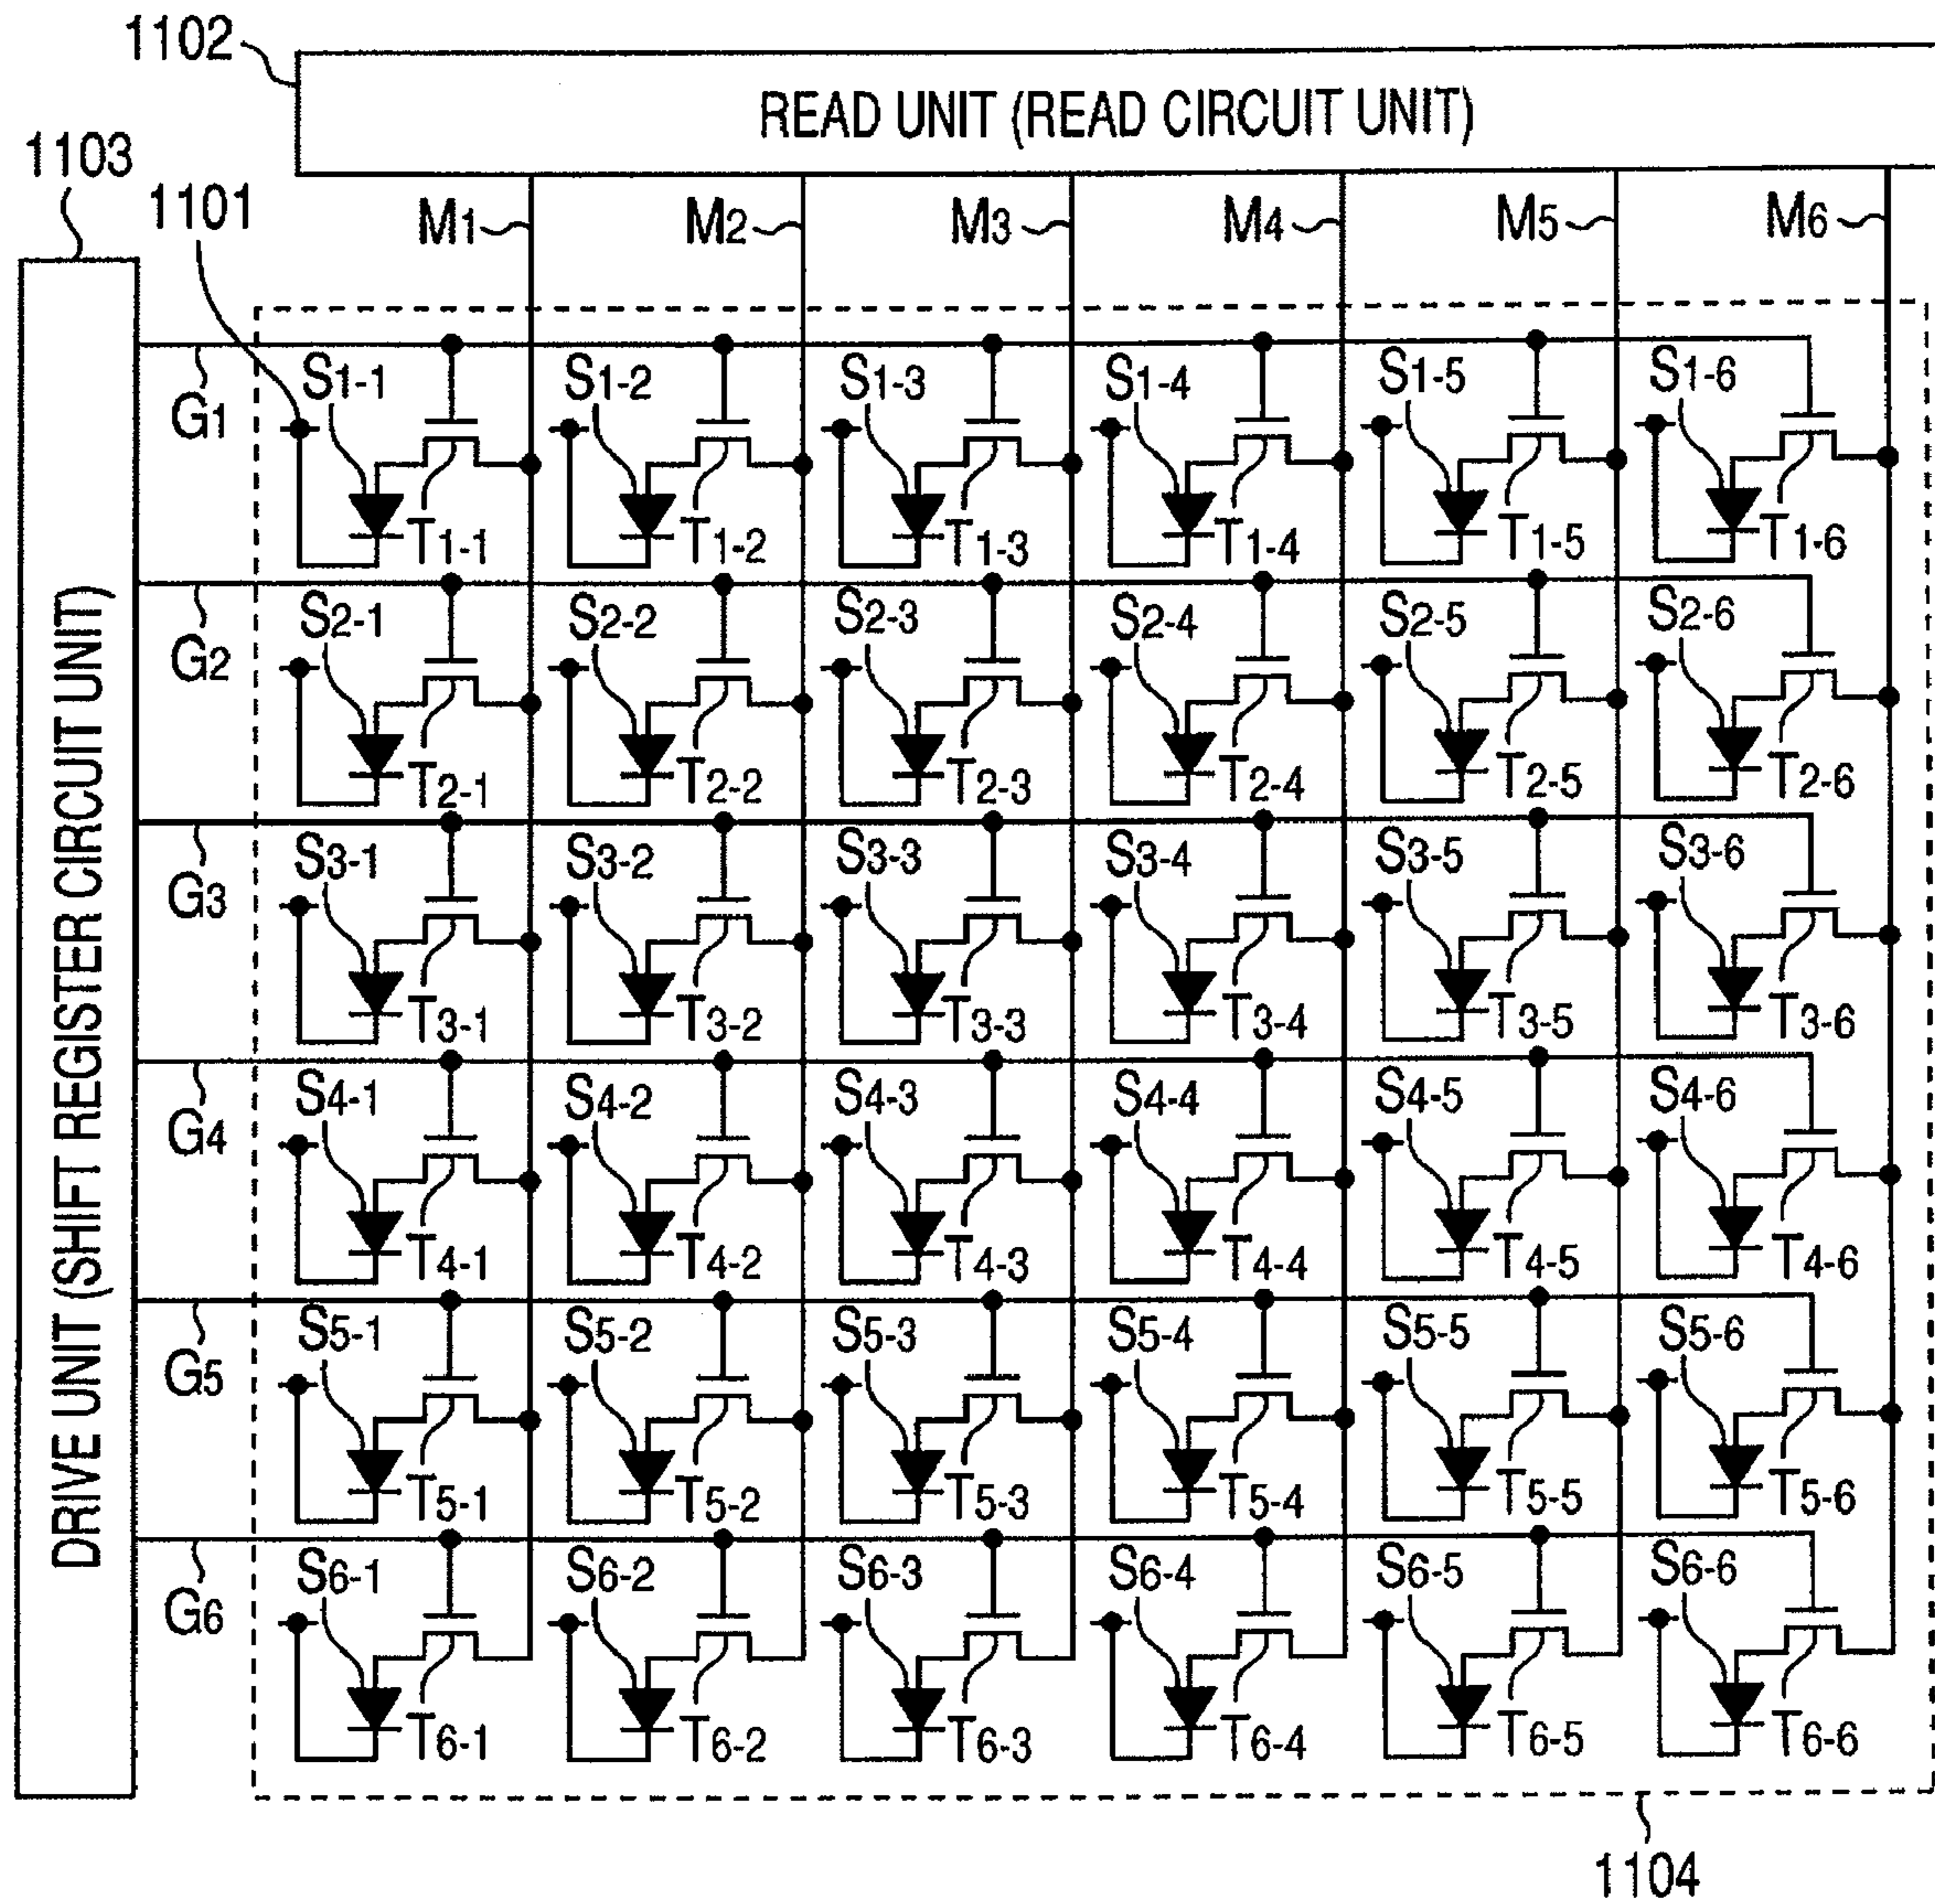 1102
READ UNIT (READ CIRCUIT UNIT)
1103
1101
M1 M2 M3 M4 M5 M6
DRIVE UNIT (SHIFT REGISTER CIRCUIT UNIT)
S1-1 S1-2 S1-3 S1-4 S1-5 S1-6
G1
T1-1 T1-2 T1-3 T1-4 T1-5 T1-6
S2-1 S2-2 S2-3 S2-4 S2-5 S2-6
G2
T2-1 T2-2 T2-3 T2-4 T2-5 T2-6
S3-1 S3-2 S3-3 S3-4 S3-5 S3-6
G3
T3-1 T3-2 T3-3 T3-4 T3-5 T3-6
S4-1 S4-2 S4-3 S4-4 S4-5 S4-6
G4
T4-1 T4-2 T4-3 T4-4 T4-5 T4-6
S5-1 S5-2 S5-3 S5-4 S5-5 S5-6
G5
T5-1 T5-2 T5-3 T5-4 T5-5 T5-6
S6-1 S6-2 S6-3 S6-4 S6-5 S6-6
G6
T6-1 T6-2 T6-3 T6-4 T6-5 T6-6
1104